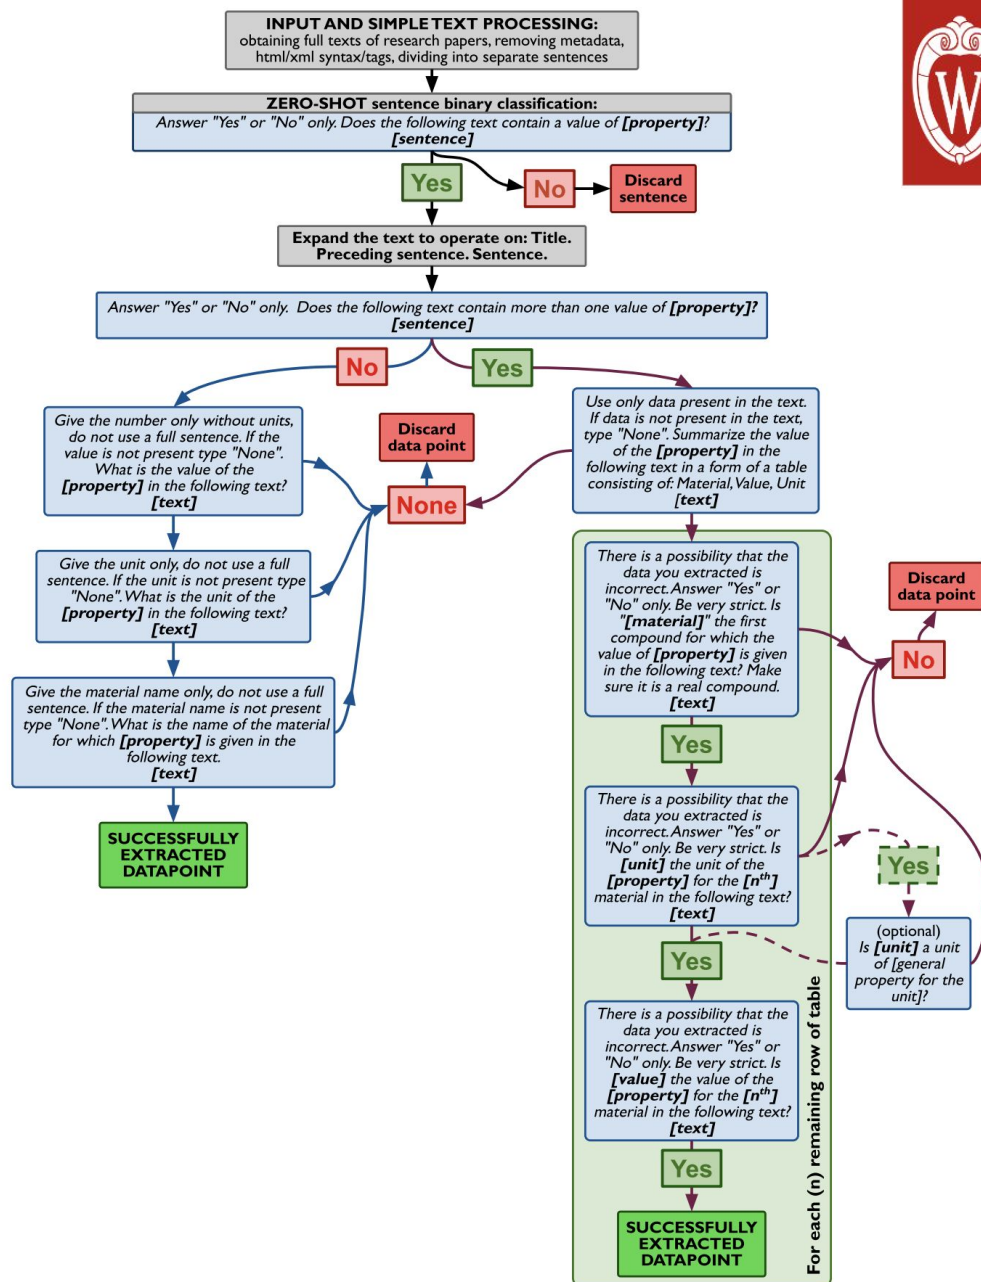 INPUT AND SIMPLE TEXT PROCESSING:
obtaining full texts of research papers, removing metadata,
html/xml syntax/tags, dividing into separate sentences
ZERO-SHOT sentence binary classification:
Answer "Yes" or "No" only. Does the following text contain a value of [property]?
[sentence]
Yes
No
Discard
sentence
Expand the text to operate on: Title.
Preceding sentence. Sentence.
Answer "Yes" or "No" only. Does the following text contain more than one value of [property]?
[sentence]
No
Yes
Give the number only without units,
do not use a full sentence. If the
value is not present type "None".
What is the value of the
[property] in the following text?
[text]
Discard
data point
None
Give the unit only, do not use a full
sentence. If the unit is not present type
"None". What is the unit of the
[property] in the following text?
[text]
Give the material name only, do not use a full
sentence. If the material name is not present
type "None". What is the name of the material
for which [property] is given in the
following text.
[text]
SUCCESSFULLY
EXTRACTED
DATAPOINT
Use only data present in the text.
If data is not present in the text,
type "None". Summarize the value
of the [property] in the
following text in a form of a table
consisting of: Material, Value, Unit
[text]
There is a possibility that the
data you extracted is
incorrect. Answer "Yes" or
"No" only. Be very strict. Is
"[material]" the first
compound for which the
value of [property] is given
in the following text? Make
sure it is a real compound.
[text]
Discard
data point
No
Yes
There is a possibility that the
data you extracted is
incorrect. Answer "Yes" or
"No" only. Be very strict. Is
[unit] the unit of the
[property] for the [nth]
material in the following text?
[text]
Yes
(optional)
Is [unit] a unit
of [general
property for the
unit]?
Yes
There is a possibility that the
data you extracted is
incorrect. Answer "Yes" or
"No" only. Be very strict. Is
[value] the value of the
[property] for the [nth]
material in the following text?
[text]
Yes
SUCCESSFULLY
EXTRACTED
DATAPOINT
For each (n) remaining row of table
W